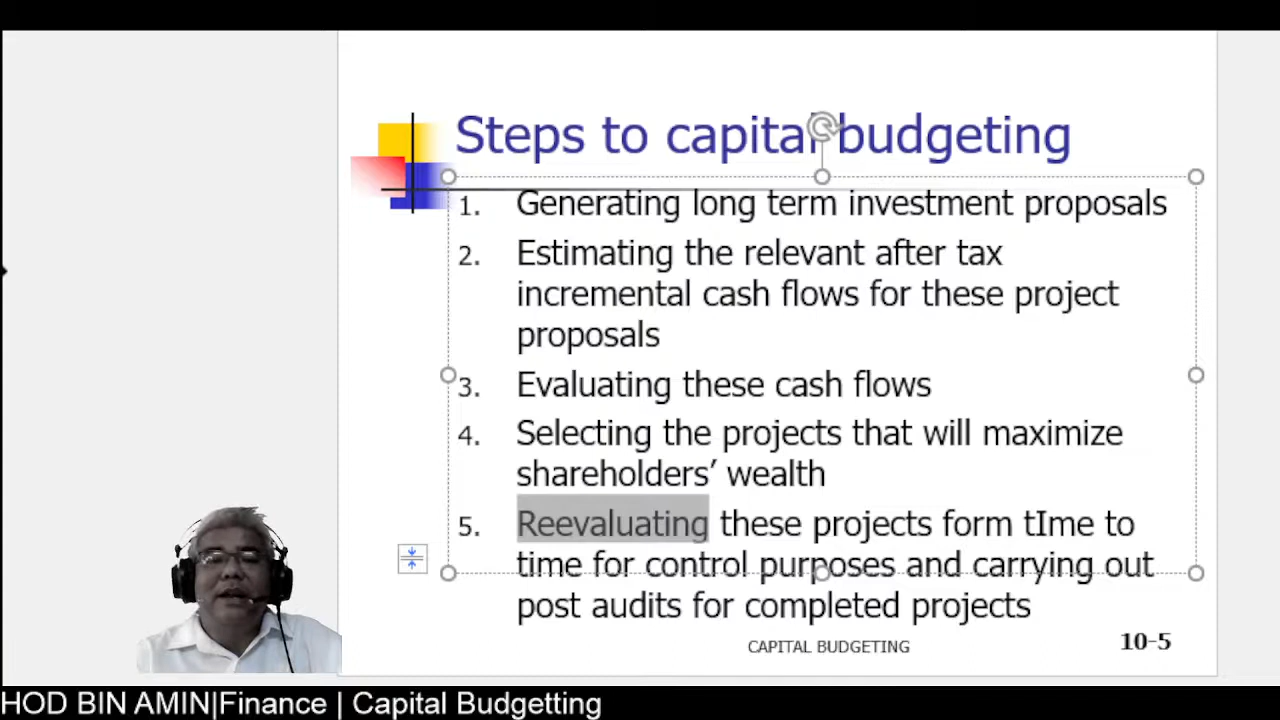 Steps to capital budgeting
1. Generating long term investment proposals
2. Estimating the relevant after tax
incremental cash flows for these project
proposals
3. Evaluating these cash flows
4. Selecting the projects that will maximize
shareholders’ wealth
5. Reevaluating these projects form tIme to
time for control purposes and carrying out
post audits for completed projects
CAPITAL BUDGETING
10-5
HOD BIN AMIN|Finance | Capital Budgetting